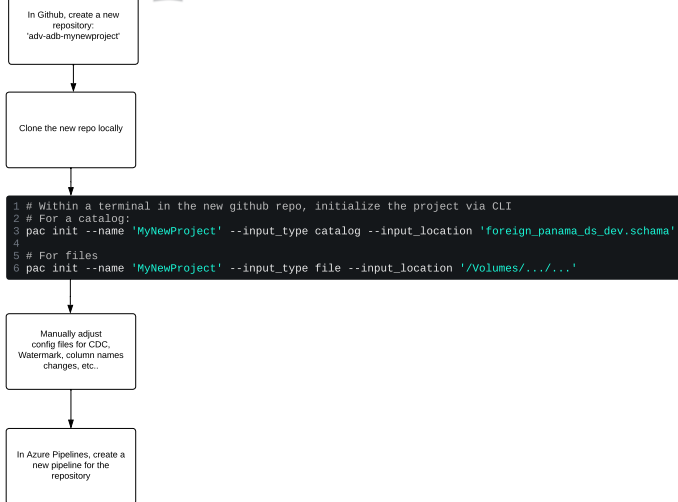 In Github, create a new
repository:
'adv-adb-mynewproject'
Clone the new repo locally
1 # Within a terminal in the new github repo, initialize the project via CLI
2 # For a catalog:
3 pac init --name 'MyNewProject' --input_type catalog --input_location 'foreign_panama_ds_dev.schama'
4
5 # For files
6 pac init --name 'MyNewProject' --input_type file --input_location '/Volumes/.../...'
Manually adjust
config files for CDC,
Watermark, column names
changes, etc..
In Azure Pipelines, create a
new pipeline for the
repository